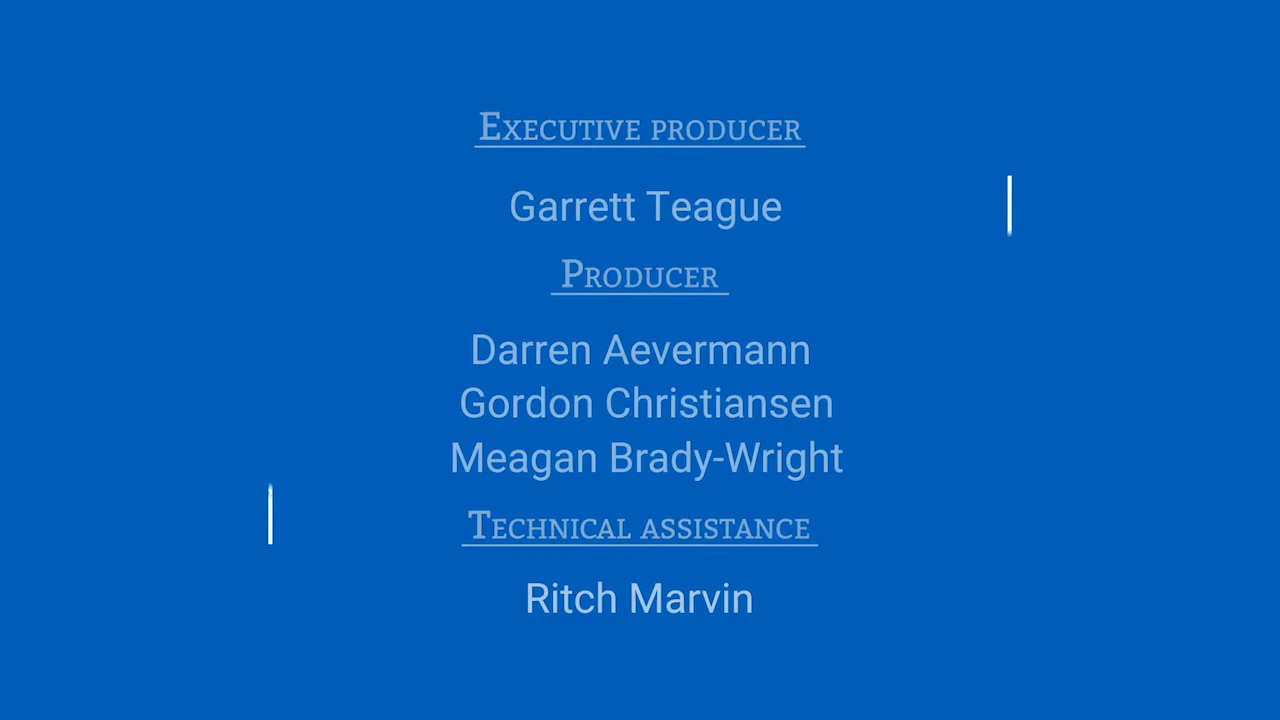 Executive producer
Garrett Teague
Producer
Darren Aevermann
Gordon Christiansen
Meagan Brady-Wright
Technical assistance
Ritch Marvin